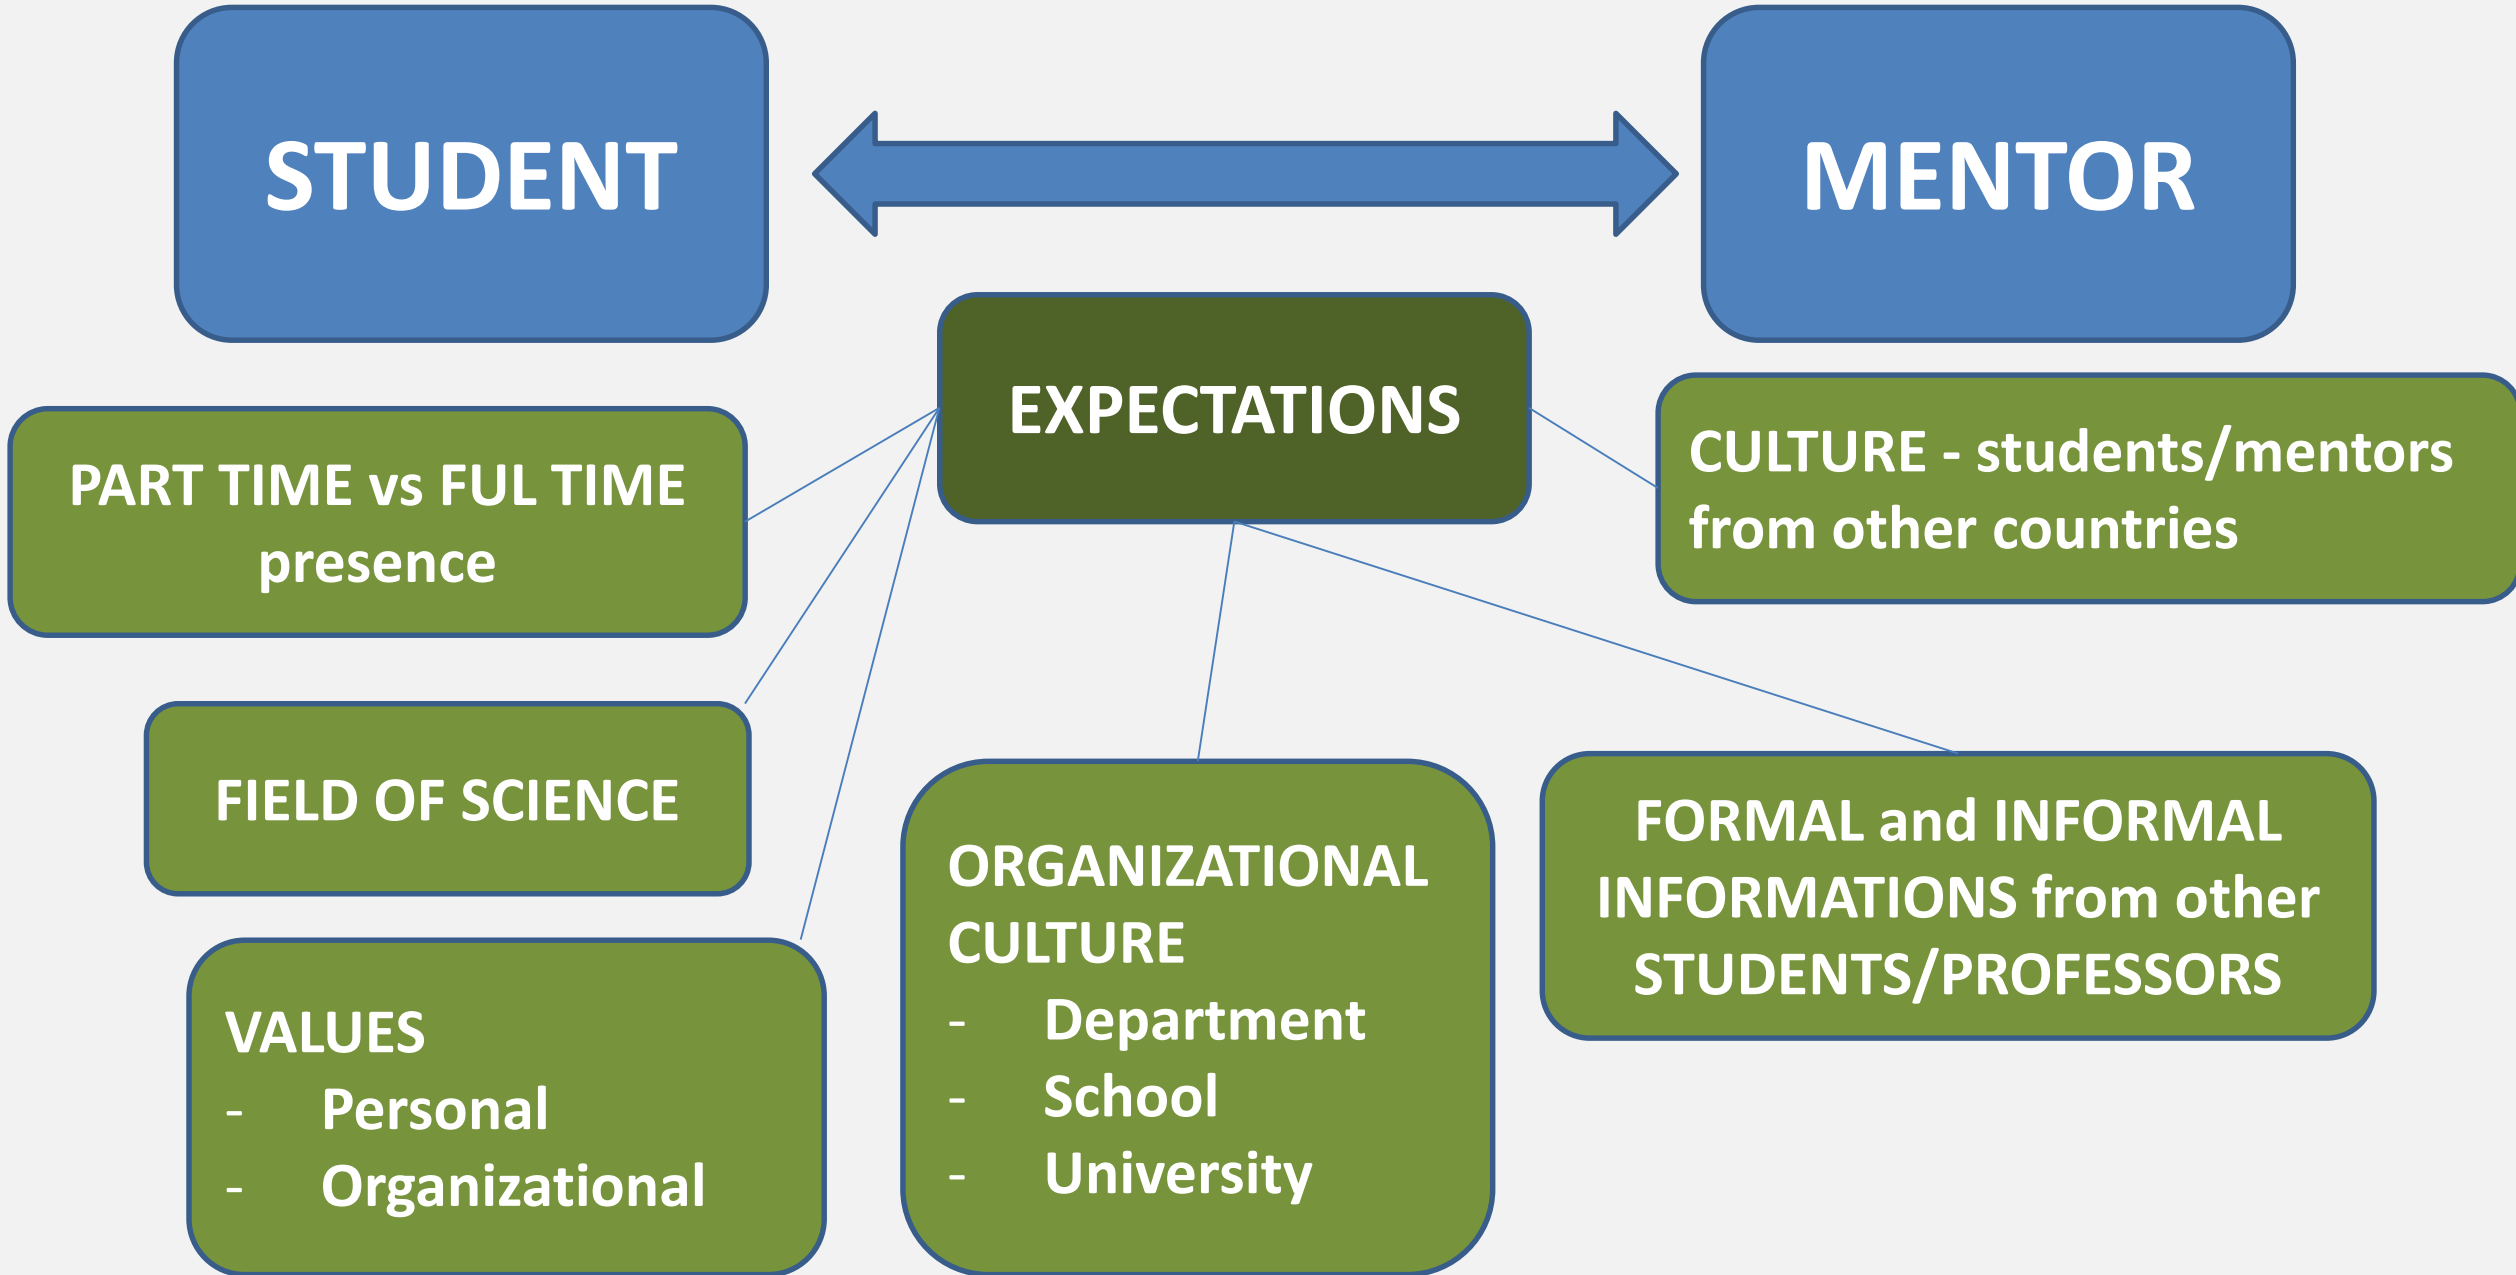 STUDENT
MENTOR
EXPECTATIONS
PART TIME vs FUL TIME
presence
CULTURE - students/mentors
from other countries
FIELD OF SCIENCE
ORGANIZATIONAL
CULTURE
- Department
- School
- University
FORMAL and INFORMAL
INFORMATIONS from other
STUDENTS/PROFESSORS
VALUES
- Personal
- Organizational